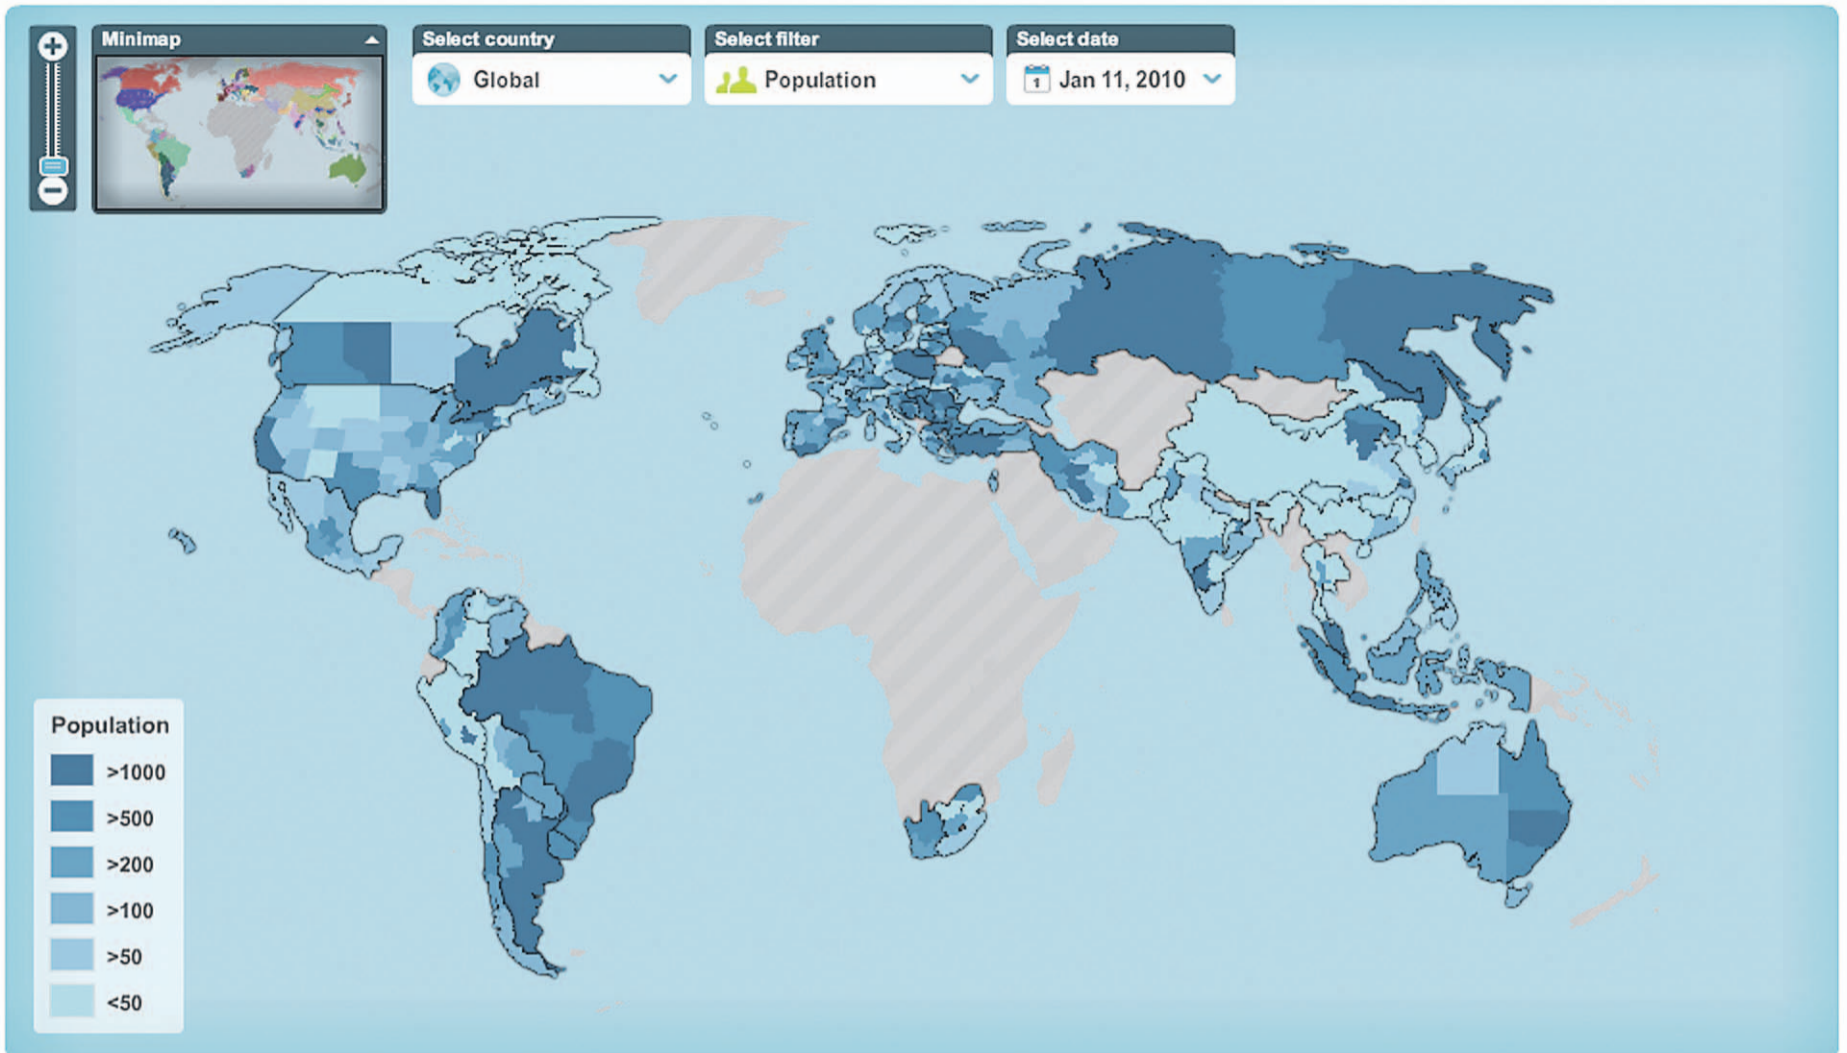 Minimap
Select country
Select filter
Select date
Global
Population
1
Jan 11, 2010
Population
>1000
>500
>200
>100
>50
<50